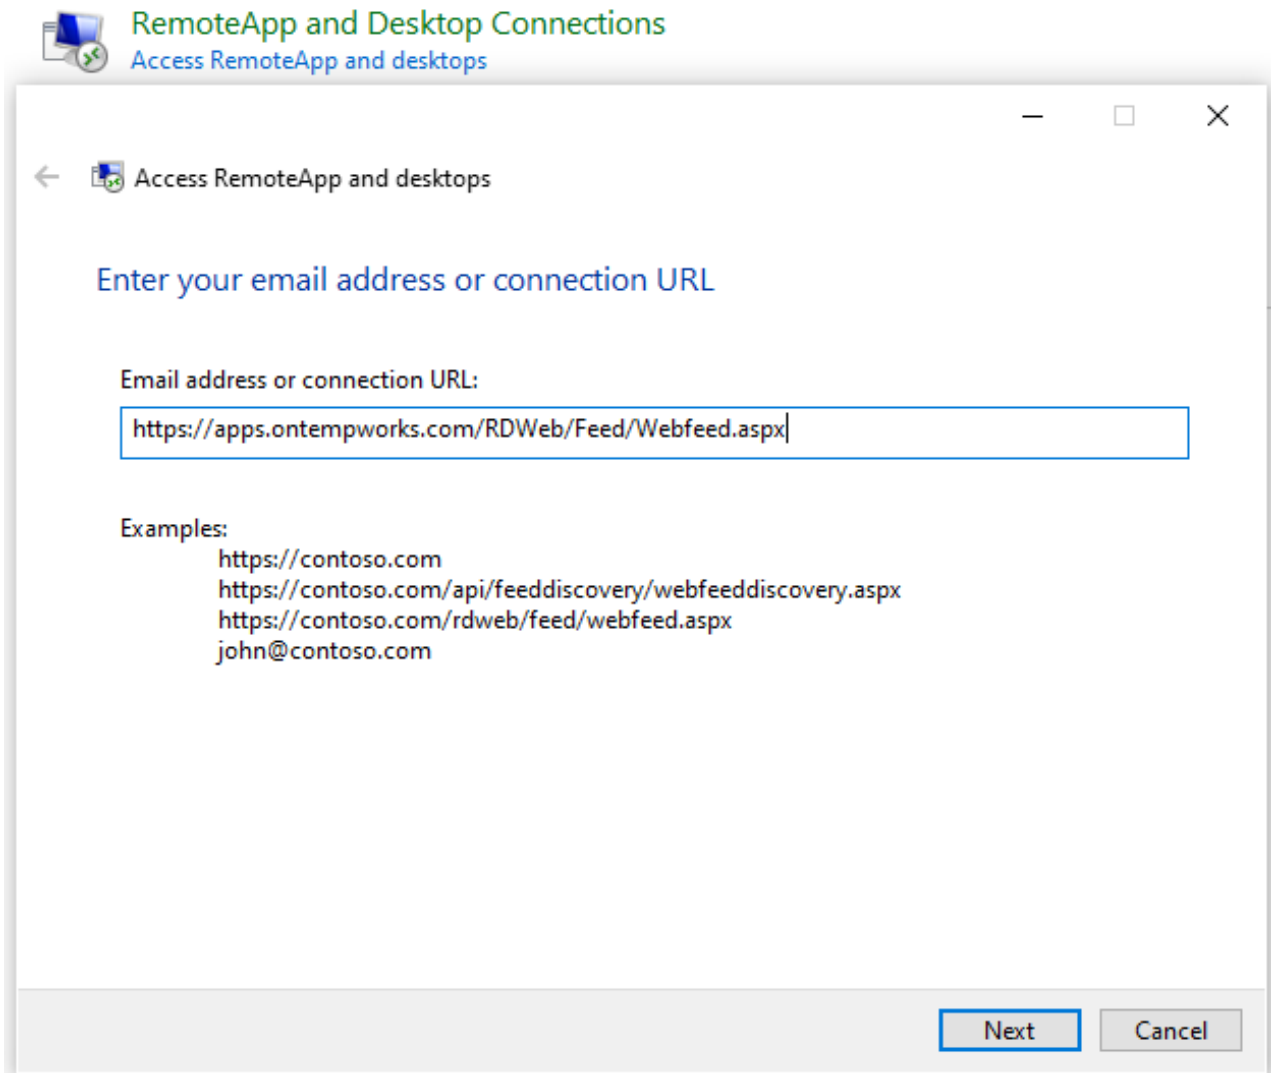 RemoteApp and Desktop Connections
Access RemoteApp and desktops
Access RemoteApp and desktops
Enter your email address or connection URL
Email address or connection URL:
https://apps.ontempworks.com/RDWeb/Feed/Webfeed.aspx
Examples:
https://contoso.com
https://contoso.com/api/feeddiscovery/webfeeddiscovery.aspx
https://contoso.com/rdweb/feed/webfeed.aspx
john@contoso.com
Next
Cancel